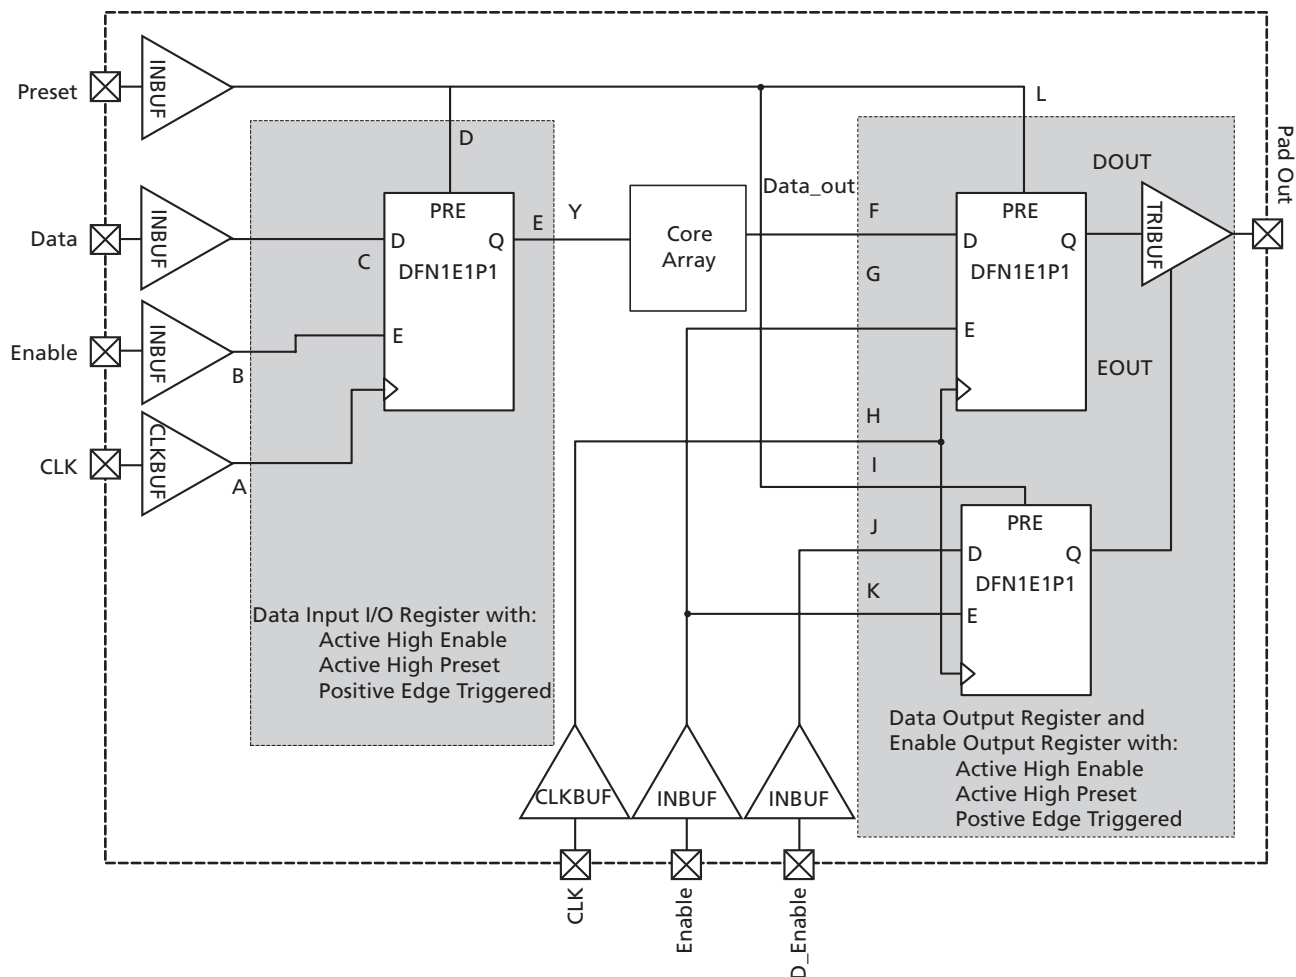 Preset
INBUF
L
D
Pad Out
DOUT
Data_out
PRE
PRE
TRIBUF
INBUF
E
Y
F
Data
D
Q
Core
Array
D
Q
C
DFN1E1P1
G
DFN1E1P1
INBUF
Enable
E
E
B
EOUT
CLKBUF
H
CLK
A
I
PRE
J
D
Q
DFN1E1P1
K
E
Data Input I/O Register with:
Active High Enable
Active High Preset
Positive Edge Triggered
Data Output Register and
Enable Output Register with:
Active High Enable
Active High Preset
Postive Edge Triggered
CLKBUF
INBUF
INBUF
CLK
Enable
D_Enable